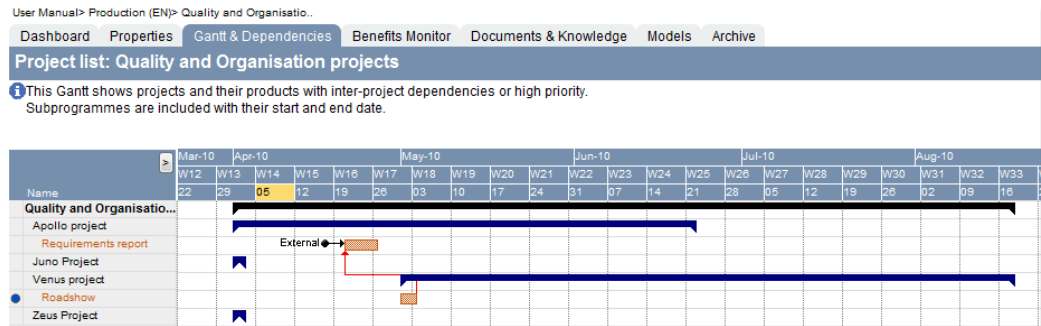 User Manual> Production (EN)> Quality and Organisatio..
Dashboard Properties Gantt & Dependencies Benefits Monitor Documents & Knowledge Models Archive
Project list: Quality and Organisation projects
This Gantt shows projects and their products with inter-project dependencies or high priority.
Subprogrammes are included with their start and end date.
> Mar-10 Apr-10 May-10 Jun-10 Jul-10 Aug-10
W12 W13 W14 W15 W16 W17 W18 W19 W20 W21 W22 W23 W24 W25 W26 W27 W28 W29 W30 W31 W32 W33
Name 22 29 05 12 19 26 03 10 17 24 31 07 14 21 28 05 12 19 26 02 09 16
Quality and Organisatio...
Apollo project
Requirements report External
Juno Project
Venus project
Roadshow
Zeus Project